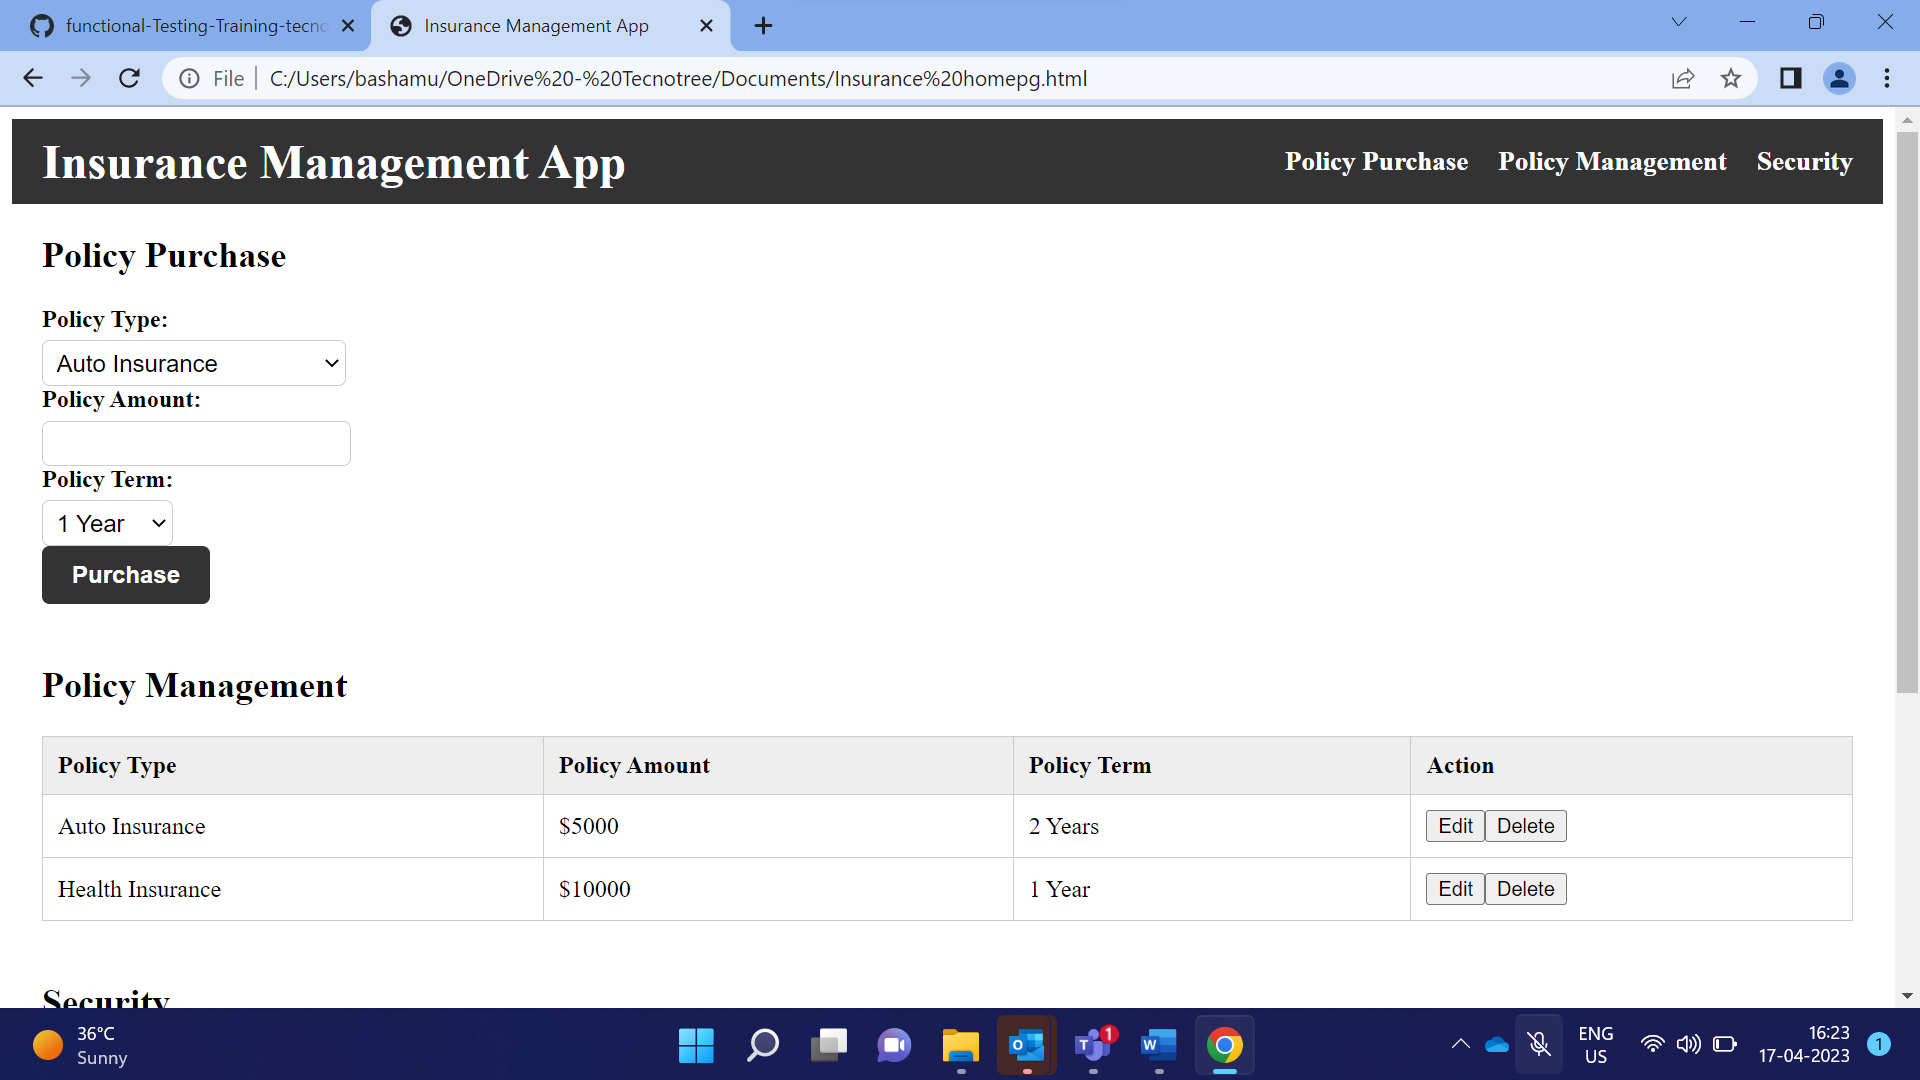 functional-Testing-Training-tecno
Insurance Management App
File
C:/Users/bashamu/OneDrive%20-%20Tecnotree/Documents/Insurance%20homepg.html
Insurance Management App
Policy Purchase Policy Management Security
Policy Purchase
Policy Type:
Auto Insurance
Policy Amount:
Policy Term:
1 Year
Purchase
Policy Management
Policy Type Policy Amount Policy Term Action
Auto Insurance $5000 2 Years Edit Delete
Health Insurance $10000 1 Year Edit Delete
Security
36°C
Sunny
1
ENG
US
16:23
17-04-2023
1